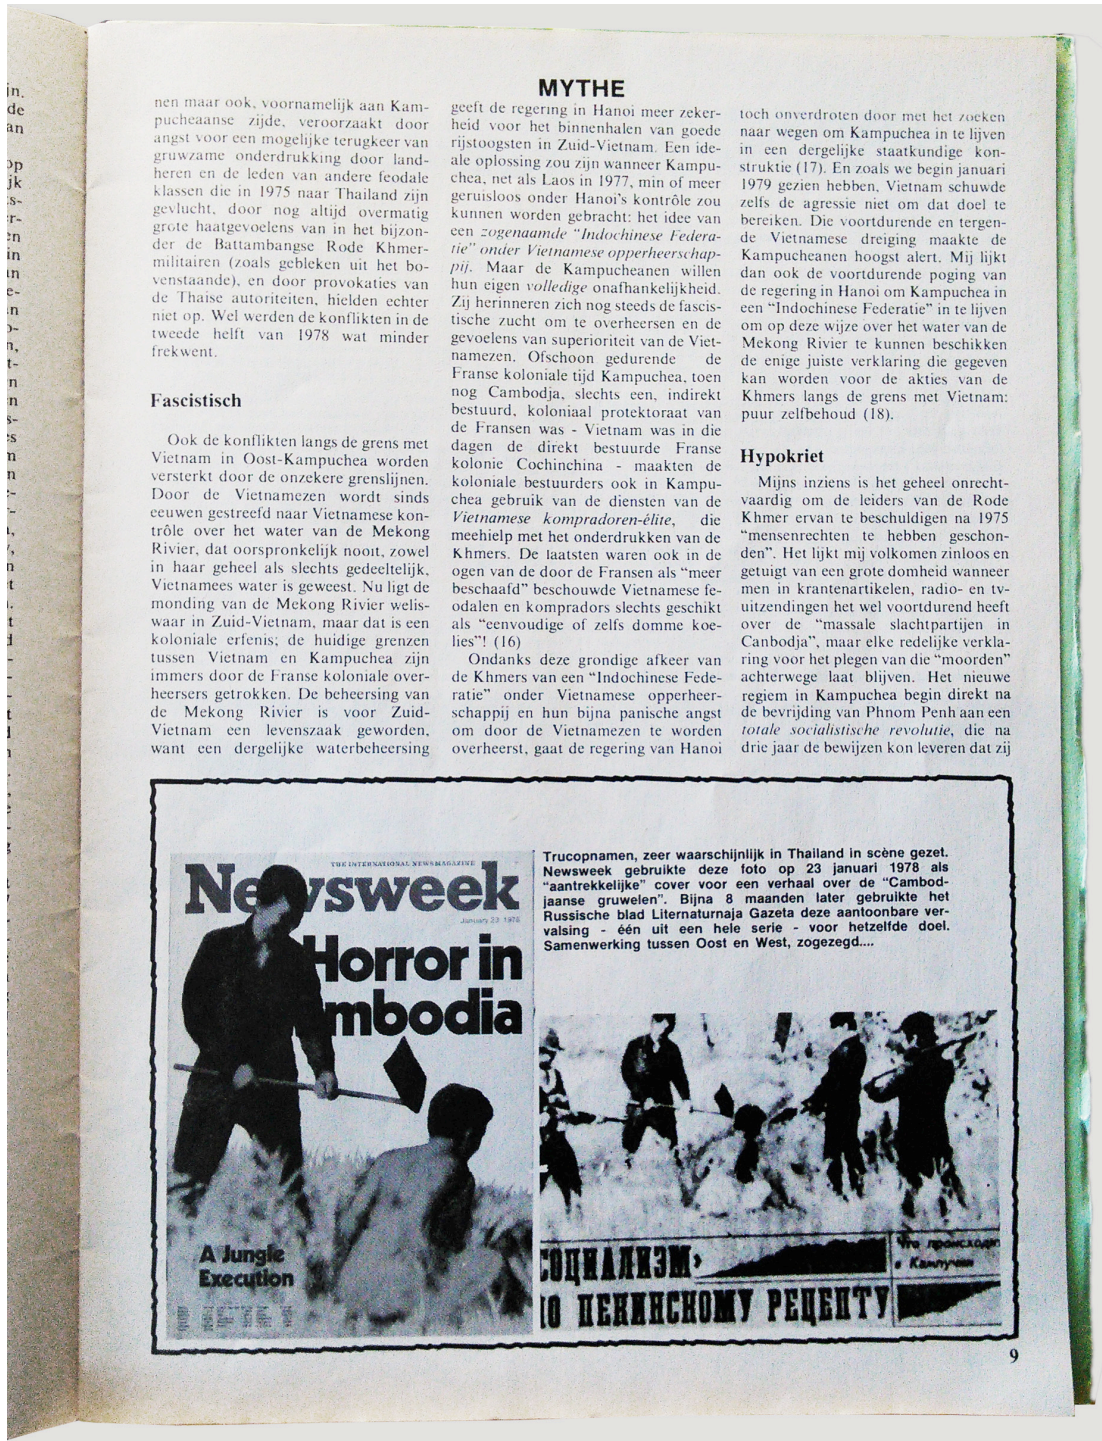 MYTHE
nen maar ook, voornamelijk aan Kam-
pucheaanse zijde, veroorzaakt door
angst voor een mogelijke terugkeer van
gruwzame onderdrukking door land-
heren en de leden van andere feodale
klassen die in 1975 naar Thailand zijn
gevlucht, door nog altijd overmatig
grote haatgevoelens van in het bijzon-
der de Battambangse Rode Khmer-
militairen (zoals gebleken uit het bo-
venstaande), en door provokaties van
de Thaise autoriteiten, hielden echter
niet op. Wel werden de konflikten in de
tweede helft van 1978 wat minder
frekwent.
Fascistisch
Ook de konflikten langs de grens met
Vietnam in Oost-Kampuchea worden
versterkt door de onzekere grenslijnen.
Door de Vietnamezen wordt sinds
eeuwen gestreefd naar Vietnamese kon-
trôle over het water van de Mekong
Rivier, dat oorspronkelijk nooit, zowel
in haar geheel als slechts gedeeltelijk,
Vietnamees water is geweest. Nu ligt de
monding van de Mekong Rivier welis-
waar in Zuid-Vietnam, maar dat is een
koloniale erfenis; de huidige grenzen
tussen Vietnam en Kampuchea zijn
immers door de Franse koloniale over-
heersers getrokken. De beheersing van
de Mekong Rivier is voor Zuid-
Vietnam een levenszaak geworden,
want een dergelijke waterbeheersing
geeft de regering in Hanoi meer zeker-
heid voor het binnenhalen van goede
rijstoogsten in Zuid-Vietnam. Een ide-
ale oplossing zou zijn wanneer Kampu-
chea, net als Laos in 1977, min of meer
geruisloos onder Hanoi's kontrôle zou
kunnen worden gebracht: het idee van
een zogenaamde "Indochinese Federa-
tie" onder Vietnamese opperheerschap-
pij. Maar de Kampucheanen willen
hun eigen volledige onafhankelijkheid.
Zij herinneren zich nog steeds de fascis-
tische zucht om te overheersen en de
gevoelens van superioriteit van de Viet-
namezen. Ofschoon gedurende de
Franse koloniale tijd Kampuchea, toen
nog Cambodja, slechts een, indirekt
bestuurd, koloniaal protektoraat van
de Fransen was - Vietnam was in die
dagen de direkt bestuurde Franse
kolonie Cochinchina - maakten de
koloniale bestuurders ook in Kampu-
chea gebruik van de diensten van de
Vietnamese kompradoren-élite, die
meehielp met het onderdrukken van de
Khmers. De laatsten waren ook in de
ogen van de door de Fransen als "meer
beschaafd" beschouwde Vietnamese fe-
odalen en kompradors slechts geschikt
als "eenvoudige of zelfs domme koe-
lies"! (16)
Ondanks deze grondige afkeer van
de Khmers van een "Indochinese Fede-
ratie" onder Vietnamese opperheer-
schappij en hun bijna panische angst
om door de Vietnamezen te worden
overheerst, gaat de regering van Hanoi
toch onverdroten door met het zoeken
naar wegen om Kampuchea in te lijven
in een dergelijke staatkundige kon-
struktie (17). En zoals we begin januari
1979 gezien hebben, Vietnam schuwde
zelfs de agressie niet om dat doel te
bereiken. Die voortdurende en tergen-
de Vietnamese dreiging maakte de
Kampucheanen hoogst alert. Mij lijkt
dan ook de voortdurende poging van
de regering in Hanoi om Kampuchea in
een "Indochinese Federatie" in te lijven
om op deze wijze over het water van de
Mekong Rivier te kunnen beschikken
de enige juiste verklaring die gegeven
kan worden voor de akties van de
Khmers langs de grens met Vietnam:
puur zelfbehoud (18).
Hypokriet
Mijns inziens is het geheel onrecht-
vaardig om de leiders van de Rode
Khmer ervan te beschuldigen na 1975
"mensenrechten te hebben geschon-
den". Het lijkt mij volkomen zinloos en
getuigt van een grote domheid wanneer
men in krantenartikelen, radio- en tv-
uitzendingen het wel voortdurend heeft
over de "massale slachtpartijen in
Canbodja", maar elke redelijke verkla-
ring voor het plegen van die "moorden"
achterwege laat blijven. Het nieuwe
regiem in Kampuchea begin direkt na
de bevrijding van Phnom Penh aan een
totale socialistische revolutie, die na
drie jaar de bewijzen kon leveren dat zij
THE INTERNATIONAL NEWSMAGAZINE
Newsweek
January 23 1978
Horror in
mbodia
A Jungle
Execution
Trucopnamen, zeer waarschijnlijk in Thailand in scène gezet.
Newsweek gebruikte deze foto op 23 januari 1978 als
"aantrekkelijke" cover voor een verhaal over de "Cambod-
jaanse gruwelen". Bijna 8 maanden later gebruikte het
Russische blad Liternaturnaja Gazeta deze aantoonbare ver-
valsing - één uit een hele serie - voor hetzelfde doel.
Samenwerking tussen Oost en West, zogezegd....
СОЦИАЛИЗМ»
ПО ПЕКИНСКОМУ РЕЦЕПТУ
Что происходит
в Кампучии
9